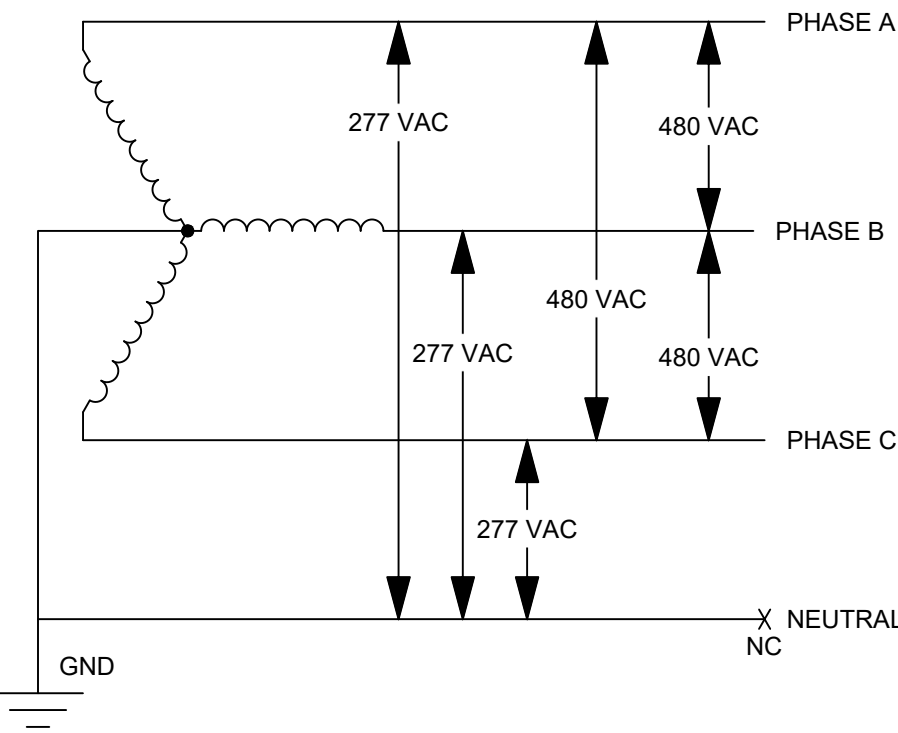 PHASE A
277 VAC
480 VAC
PHASE B
480 VAC
277 VAC
480 VAC
PHASE C
277 VAC
NEUTRAL
NC
GND